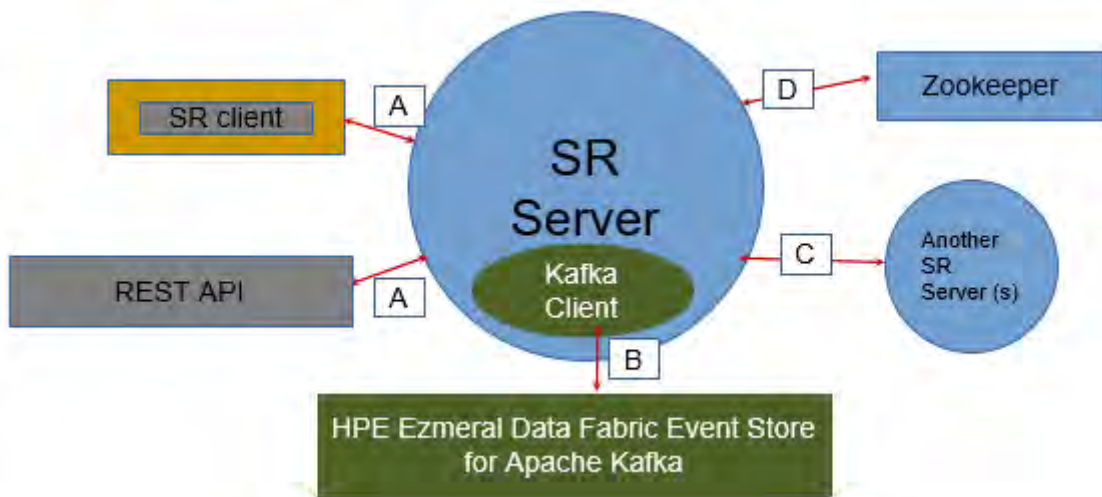 SR client
A
SR
Server
D
Zookeeper
REST API
A
Kafka
Client
C
Another
SR
Server (s)
B
HPE Ezmeral Data Fabric Event Store
for Apache Kafka